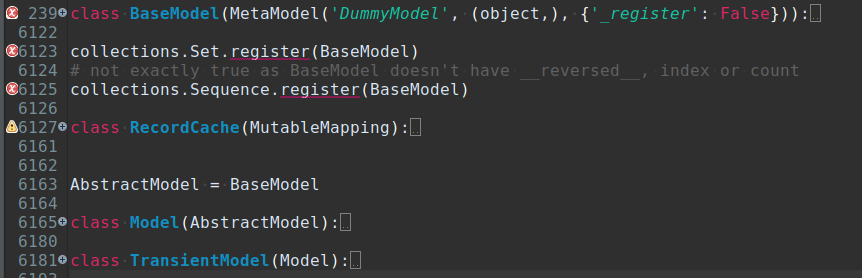 239 class BaseModel(MetaModel('DummyModel', (object,), {'_register': False})):
6122
6123 collections.Set.register(BaseModel)
6124 # not exactly true as BaseModel doesn't have __reversed__, index or count
6125 collections.Sequence.register(BaseModel)
6126
6127 class RecordCache(MutableMapping):
6161
6162
6163 AbstractModel = BaseModel
6164
6165 class Model(AbstractModel):
6180
6181 class TransientModel(Model):
6193